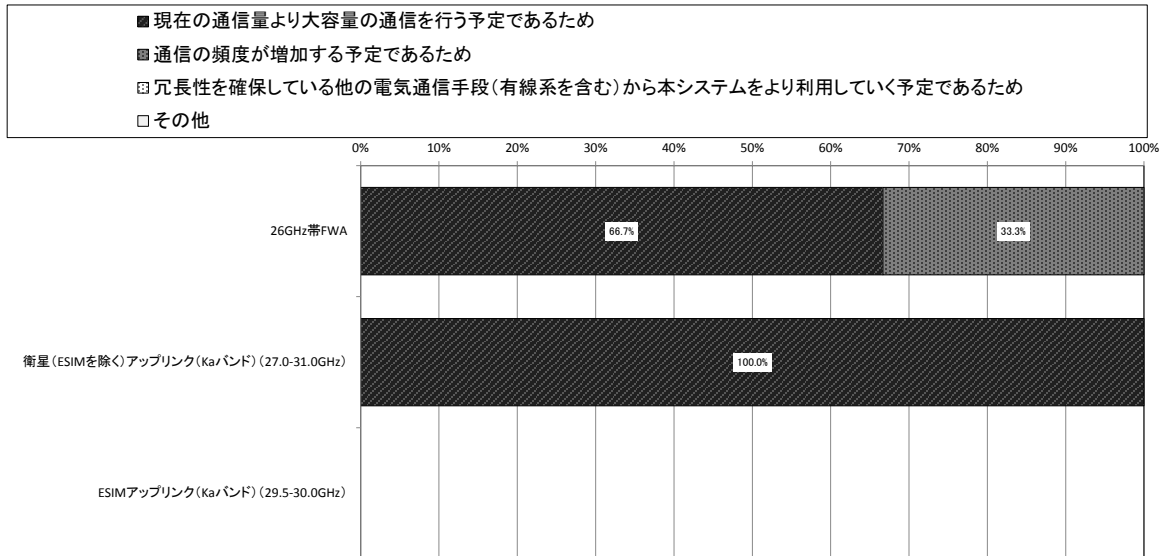 ■現在の通信量より大容量の通信を行う予定であるため
■通信の頻度が増加する予定であるため
□冗長性を確保している他の電気通信手段(有線系を含む)から本システムをより利用していく予定であるため
□その他
0% 10% 20% 30% 40% 50% 60% 70% 80% 90% 100%
26GHz帯FWA
66.7% 33.3%
衛星(ESIMを除く)アップリンク(Kaバンド)(27.0-31.0GHz)
100.0%
ESIMアップリンク(Kaバンド)(29.5-30.0GHz)